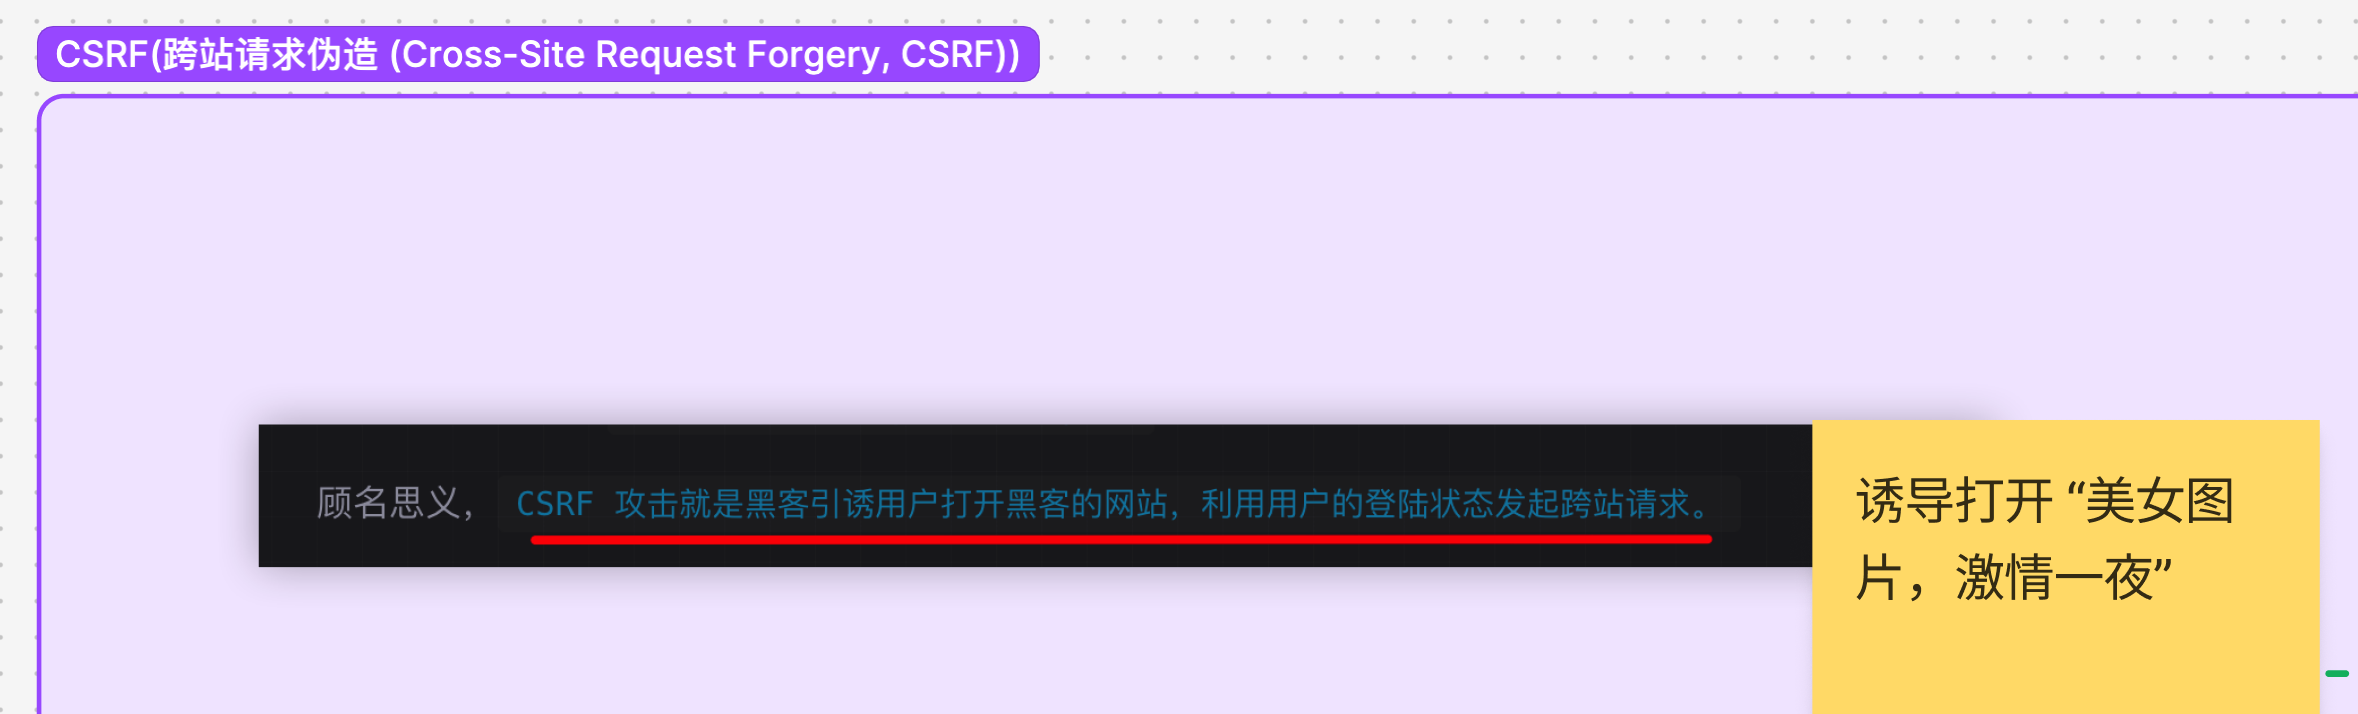 CSRF(跨站请求伪造 (Cross-Site Request Forgery, CSRF))
顾名思义，CSRF 攻击就是黑客引诱用户打开黑客的网站，利用用户的登陆状态发起跨站请求。
诱导打开 “美女图
片，激情一夜”